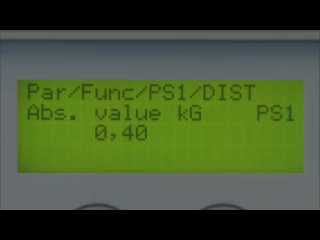 Par/Func/PS1/DIST
Abs. value kG PS1
0,40